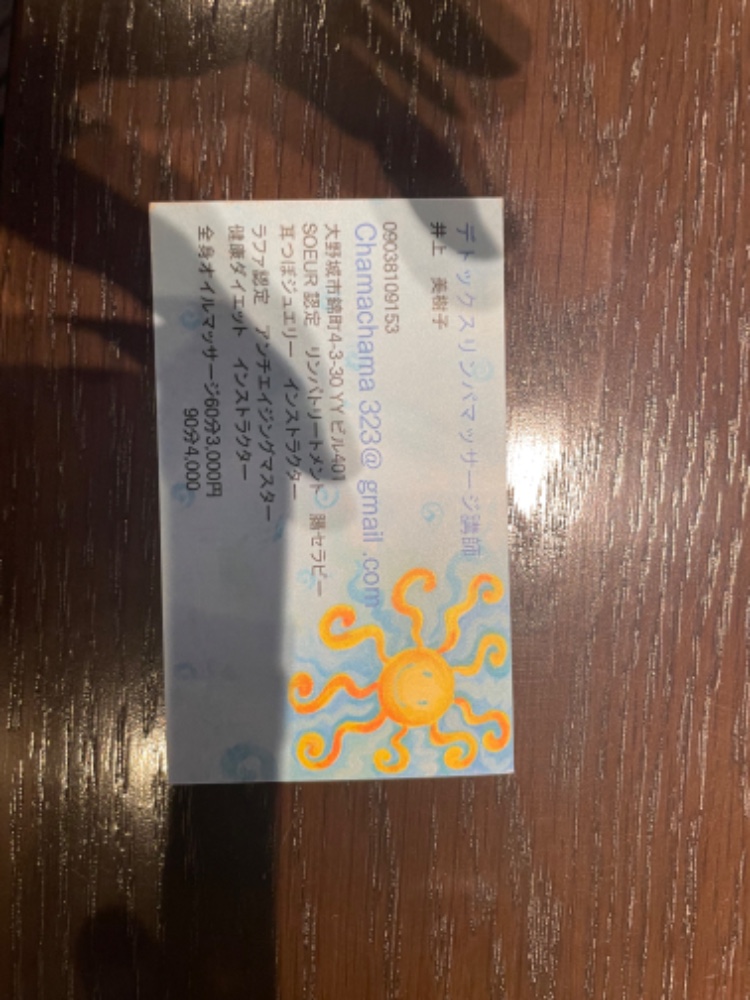 デトックスリンパマッサージ講師
井上 美樹子
09038109153
Chamachama 323@ gmail .com
大野城市錦町4-3-30 YYビル401
SOEUR 認定 リンパトリートメント 腸セラピー
耳つぼジュエリー インストラクター
ラファ認定 アンチエイジングマスター
健康ダイエット インストラクター
全身オイルマッサージ60分3,000円
90分4,000